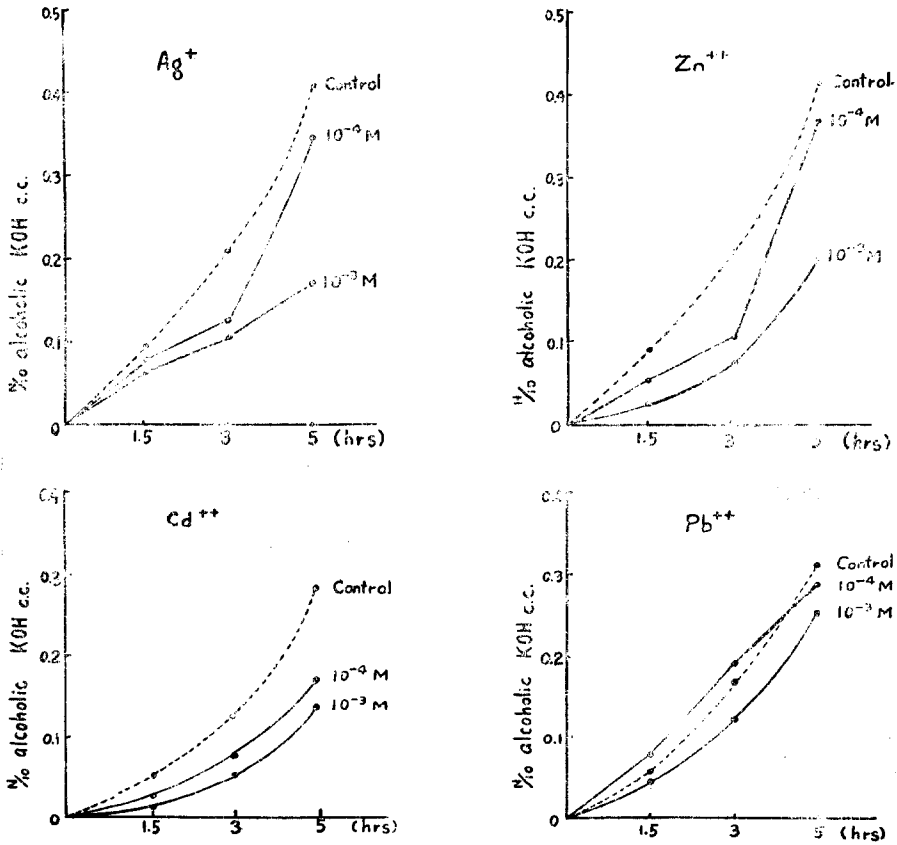 0.5
Ag⁺
0.4
Control
10⁻⁴ M
0.3
0.2
10⁻³ M
0.1
0
1.5 3 5 (hrs)
N/10 alcoholic KOH c.c.
0.5
Zn⁺⁺
0.4
Control
10⁻⁴ M
0.3
0.2
0.1
0
1.5 3 (hrs)
N/10 alcoholic KOH c.c.
Cd⁺⁺
0.3
Control
0.2
10⁻⁴ M
10⁻³ M
0.1
0
1.5 3 5 (hrs)
N/10 alcoholic KOH c.c.
Pb⁺⁺
Control
0.3
10⁻⁴ M
10⁻³ M
0.2
0.1
0
1.5 3 5 (hrs)
N/10 alcoholic KOH c.c.